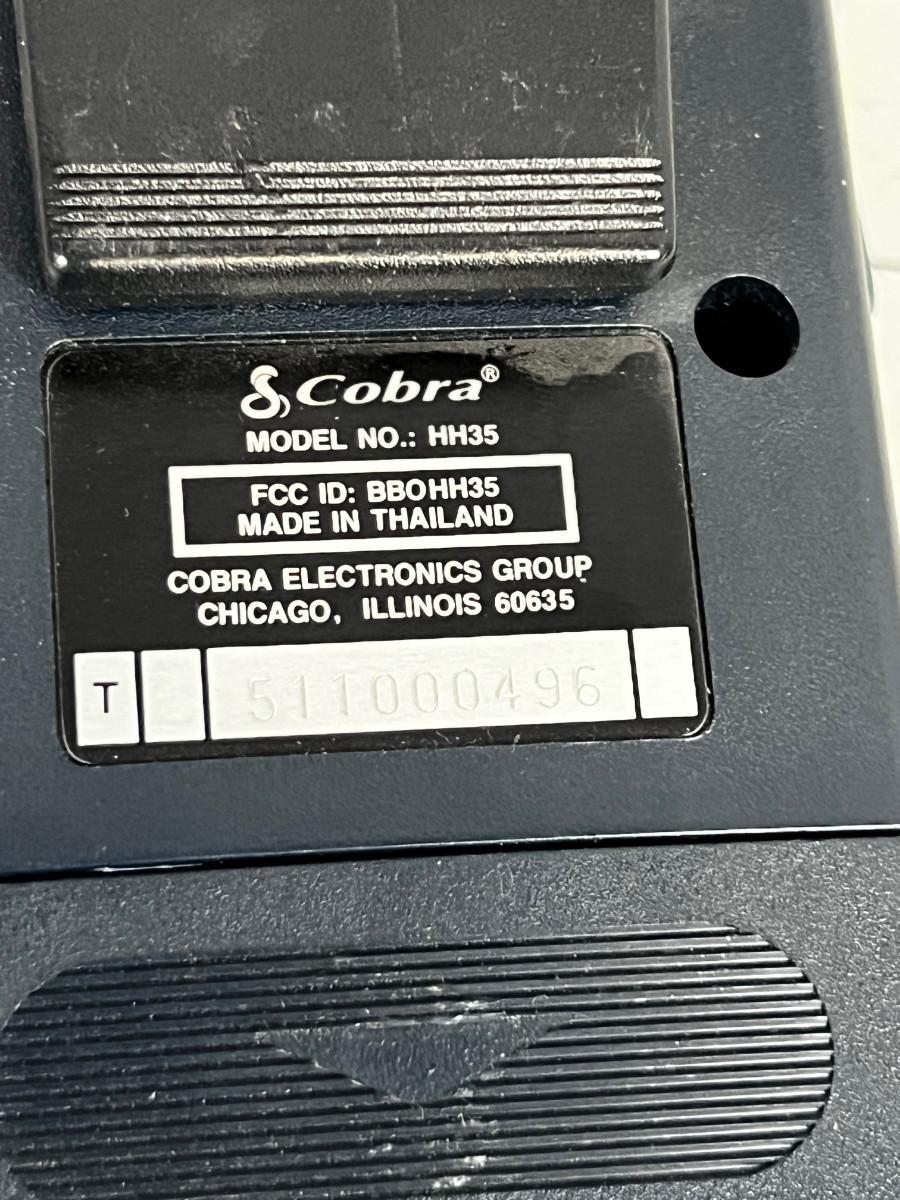 Cobra®
MODEL NO.: HH35
FCC ID: BBOHH35
MADE IN THAILAND
COBRA ELECTRONICS GROUP
CHICAGO, ILLINOIS 60635
T 511000496